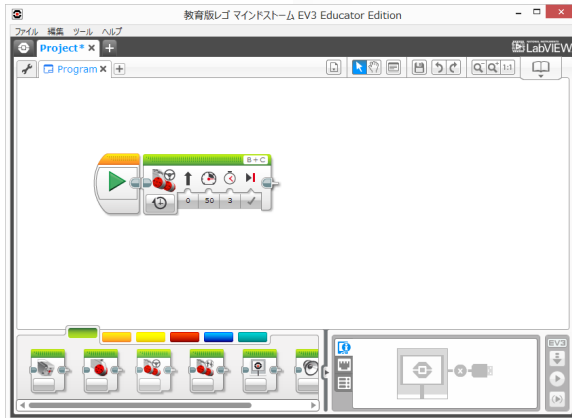 教育版レゴ マインドストーム EV3 Educator Edition
ファイル 編集 ツール ヘルプ
Project* × +
LabVIEW
Program × +
1:1
B + C
0 50 3
EV3